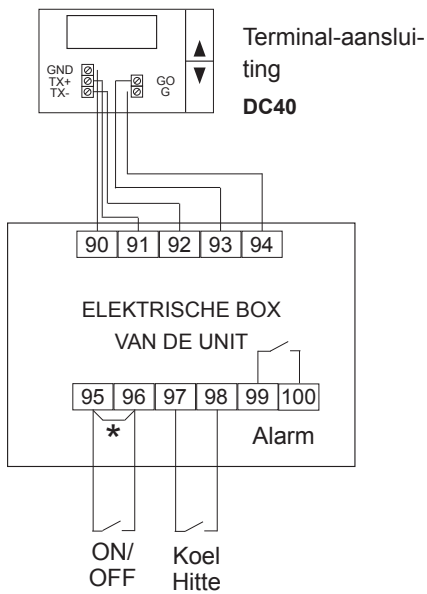 Terminal-aanslui-
ting
DC40
GND
TX+
TX-
GO
G
90 91 92 93 94
ELEKTRISCHE BOX
VAN DE UNIT
95 96 97 98 99 100
*
Alarm
ON/
OFF
Koel
Hitte